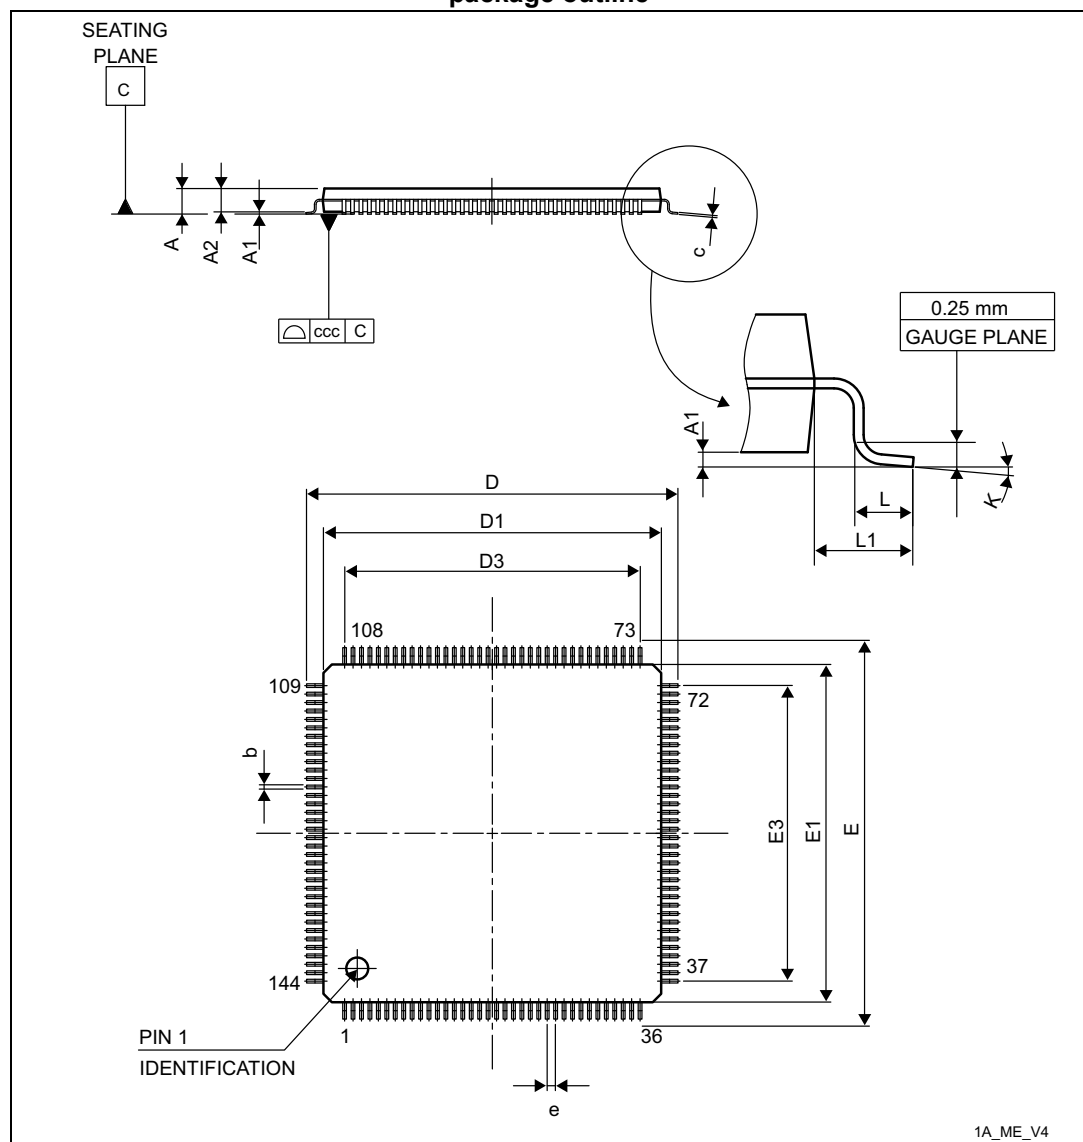 package outline
SEATING
PLANE
C
A
A2
A1
c
ccc C
0.25 mm
GAUGE PLANE
A1
K
L
L1
D
D1
D3
108
73
109
72
b
E3
E1
E
144
37
PIN 1
IDENTIFICATION
1
36
e
1A_ME_V4